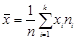 x̄ = 1/n ∑_{i=1}^{k} x_i n_i